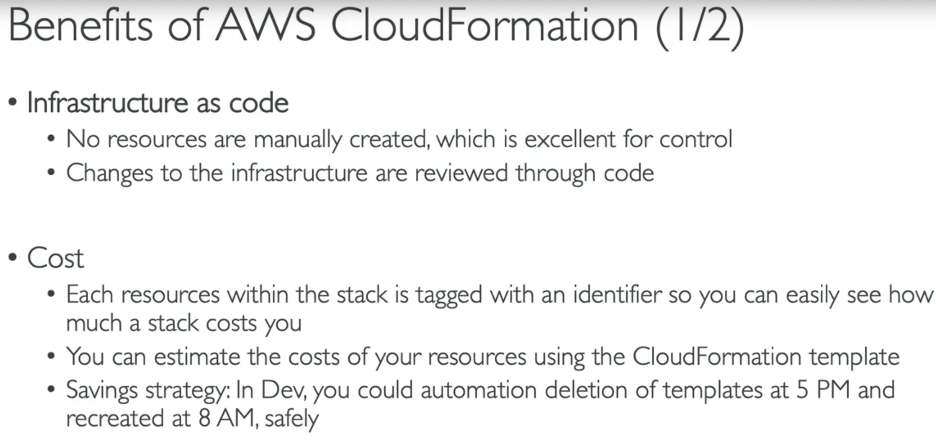 Benefits of AWS CloudFormation (1/2)
• Infrastructure as code
• No resources are manually created, which is excellent for control
• Changes to the infrastructure are reviewed through code
• Cost
• Each resources within the stack is tagged with an identifier so you can easily see how
much a stack costs you
• You can estimate the costs of your resources using the CloudFormation template
• Savings strategy: In Dev, you could automation deletion of templates at 5 PM and
recreated at 8 AM, safely